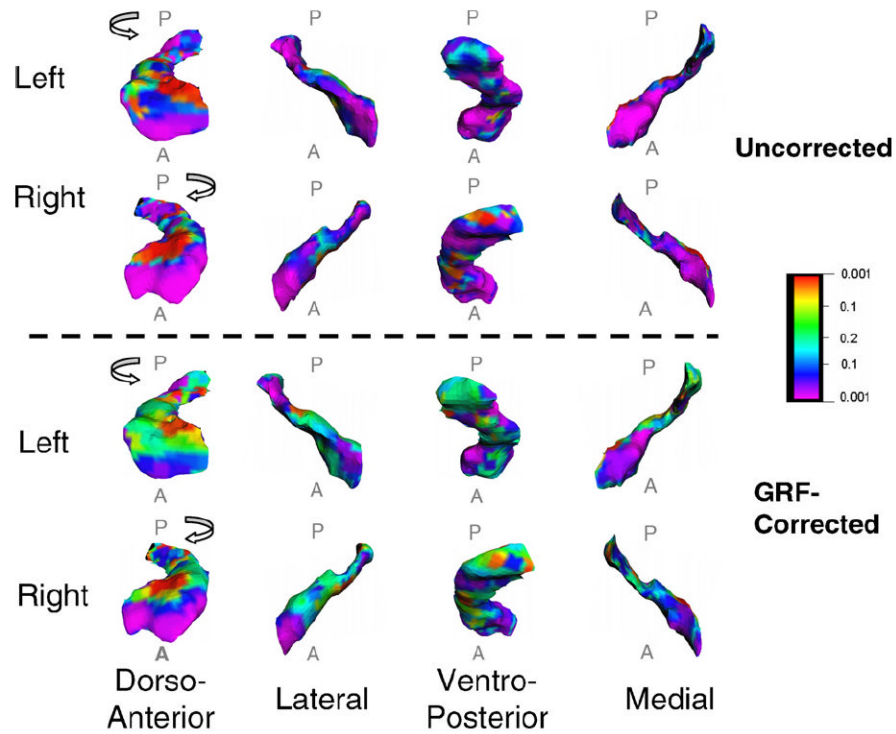 P P P P
Left
A A A A
Uncorrected
P P P P
Right
A A A A
0.001
0.1
0.2
0.1
0.001
P P P P
Left
A A A A
GRF-
Corrected
P P P P
Right
A A A A
Dorso-
Anterior
Lateral
Ventro-
Posterior
Medial